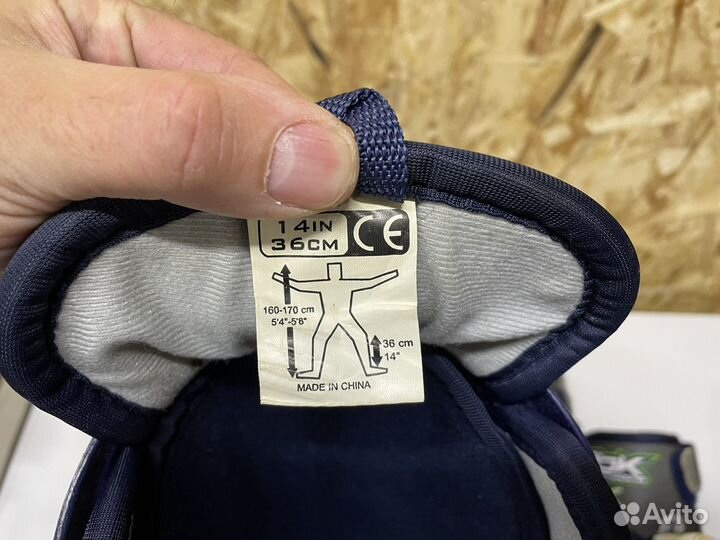 14IN
36CM
CE
160-170 cm
5'4"-5'8"
36 cm
14"
MADE IN CHINA
Avito